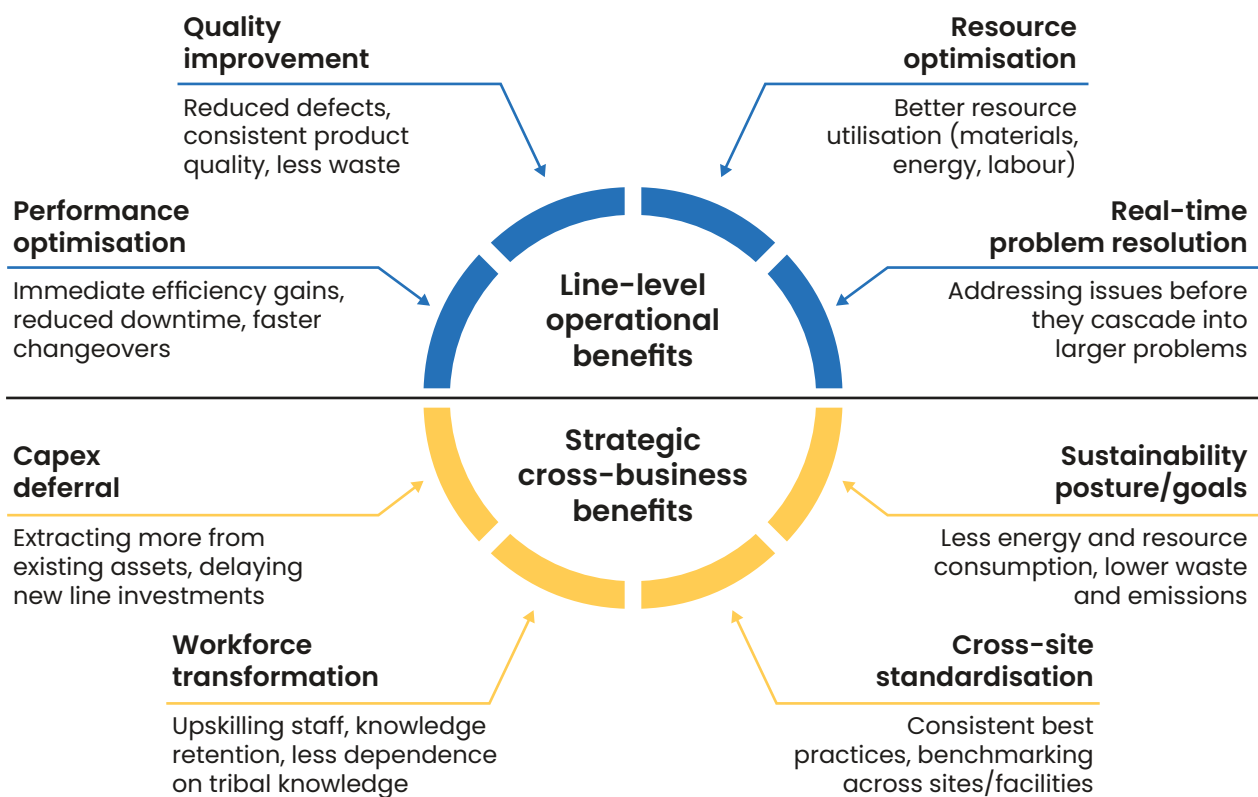 Quality
improvement
Reduced defects,
consistent product
quality, less waste
Resource
optimisation
Better resource
utilisation (materials,
energy, labour)
Performance
optimisation
Immediate efficiency gains,
reduced downtime, faster
changeovers
Line-level
operational
benefits
Real-time
problem resolution
Addressing issues before
they cascade into
larger problems
Capex
deferral
Extracting more from
existing assets, delaying
new line investments
Strategic
cross-business
benefits
Sustainability
posture/goals
Less energy and resource
consumption, lower waste
and emissions
Workforce
transformation
Upskilling staff, knowledge
retention, less dependence
on tribal knowledge
Cross-site
standardisation
Consistent best
practices, benchmarking
across sites/facilities